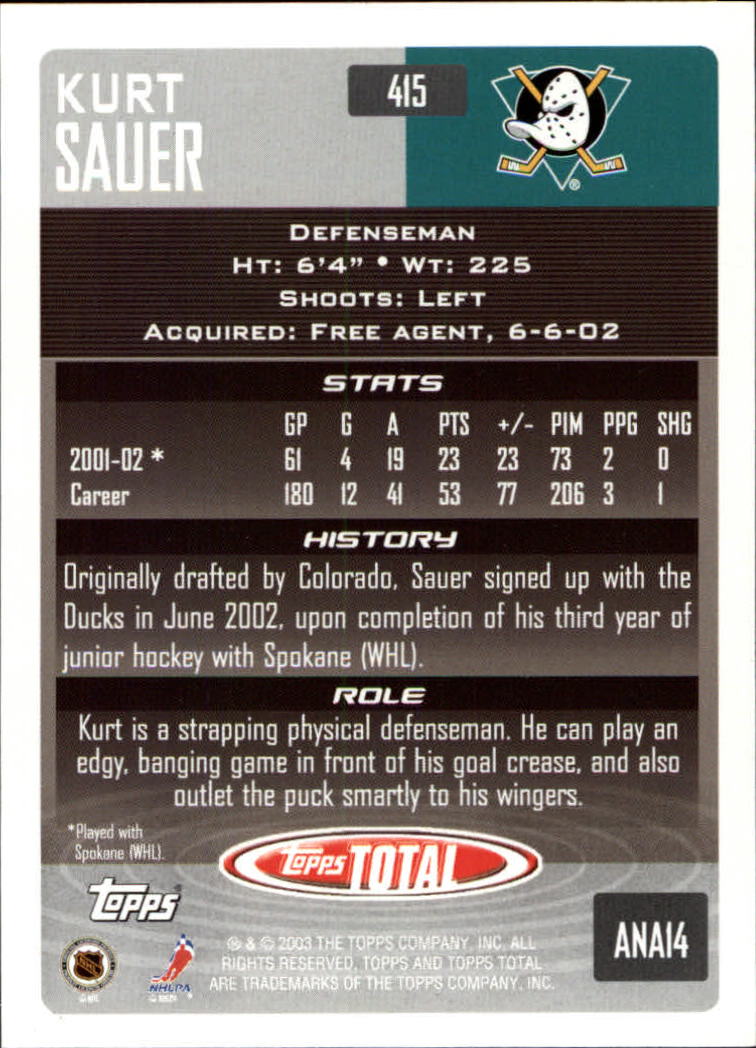 KURT
SAUER
415
®
DEFENSEMAN
HT: 6'4" • WT: 225
SHOOTS: LEFT
ACQUIRED: FREE AGENT, 6-6-02
STATS
GP G A PTS +/- PIM PPG SHG
2001-02 * 61 4 19 23 23 73 2 0
Career 180 12 41 53 77 206 3 1
HISTORY
Originally drafted by Colorado, Sauer signed up with the
Ducks in June 2002, upon completion of his third year of
junior hockey with Spokane (WHL).
ROLE
Kurt is a strapping physical defenseman. He can play an
edgy, banging game in front of his goal crease, and also
outlet the puck smartly to his wingers.
*Played with
Spokane (WHL).
topps TOTAL
topps®
ANA14
NHL
NHLPA
® & © 2003 THE TOPPS COMPANY, INC. ALL
RIGHTS RESERVED, TOPPS AND TOPPS TOTAL
ARE TRADEMARKS OF THE TOPPS COMPANY, INC.